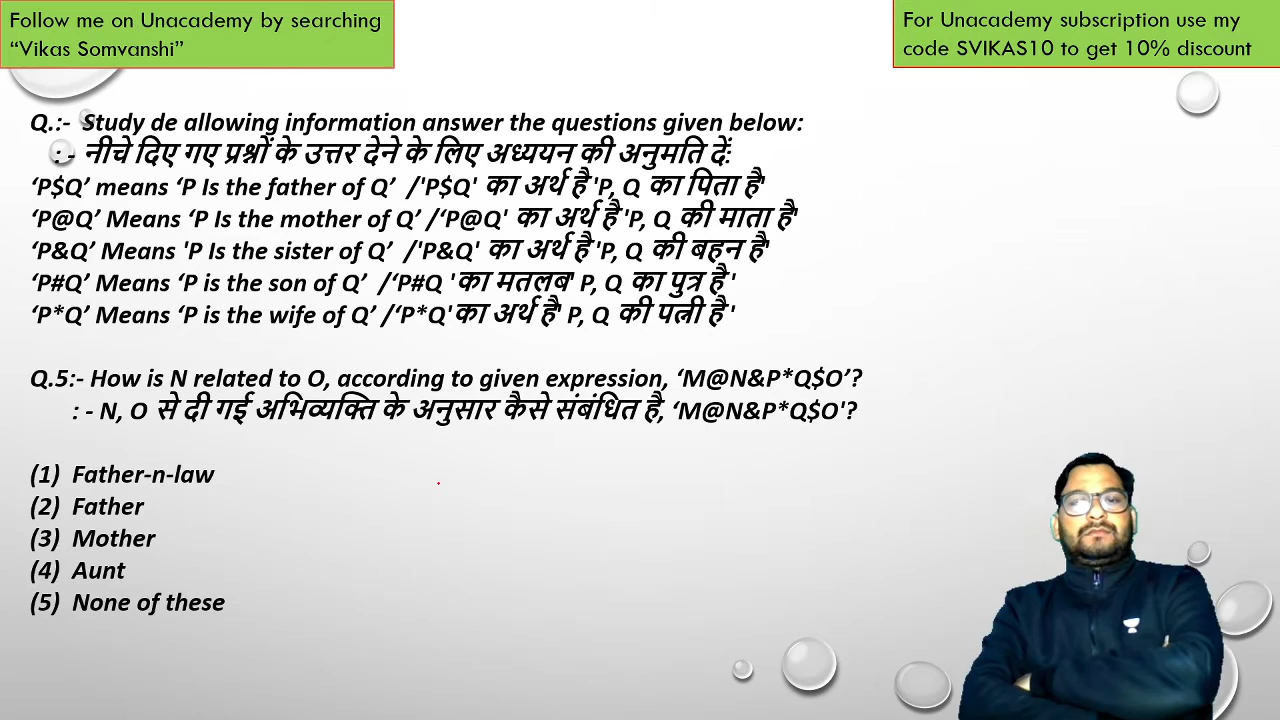 Follow me on Unacademy by searching
“Vikas Somvanshi”
For Unacademy subscription use my
code SVIKAS10 to get 10% discount
Q.:- Study de allowing information answer the questions given below:
: - नीचे दिए गए प्रश्नों के उत्तर देने के लिए अध्ययन की अनुमति दें:
‘P$Q’ means ‘P Is the father of Q’ /'P$Q' का अर्थ है 'P, Q का पिता है'
‘P@Q’ Means ‘P Is the mother of Q’ /‘P@Q' का अर्थ है 'P, Q की माता है'
‘P&Q’ Means 'P Is the sister of Q’ /'P&Q' का अर्थ है 'P, Q की बहन है'
‘P#Q’ Means ‘P is the son of Q’ /‘P#Q 'का मतलब' P, Q का पुत्र है '
‘P*Q’ Means ‘P is the wife of Q’ /‘P*Q'का अर्थ है' P, Q की पत्नी है '
Q.5:- How is N related to O, according to given expression, ‘M@N&P*Q$O’?
: - N, O से दी गई अभिव्यक्ति के अनुसार कैसे संबंधित है, ‘M@N&P*Q$O'?
(1) Father-n-law
(2) Father
(3) Mother
(4) Aunt
(5) None of these